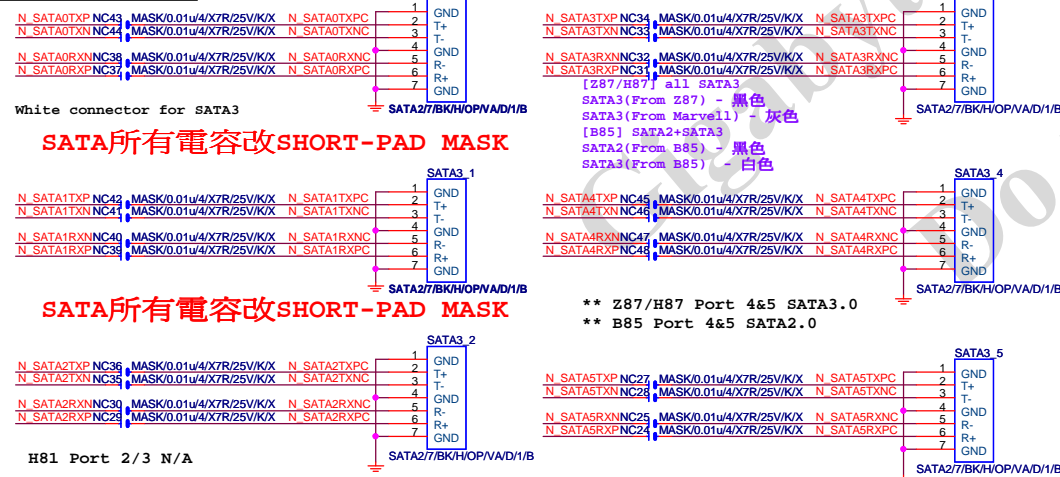 N_SATA0TXP NC43 MASK/0.01u/4/X7R/25V/K/X N_SATA0TXPC
N_SATA0TXN NC44 MASK/0.01u/4/X7R/25V/K/X N_SATA0TXNC
N_SATA0RXN NC38 MASK/0.01u/4/X7R/25V/K/X N_SATA0RXNC
N_SATA0RXP NC37 MASK/0.01u/4/X7R/25V/K/X N_SATA0RXPC
1 GND
2 T+
3 T-
4 GND
5 R-
6 R+
7 GND
SATA2/7/BK/H/OP/VA/D/1/B
White connector for SATA3
SATA所有電容改SHORT-PAD MASK
SATA3_1
N_SATA1TXP NC42 MASK/0.01u/4/X7R/25V/K/X N_SATA1TXPC
N_SATA1TXN NC41 MASK/0.01u/4/X7R/25V/K/X N_SATA1TXNC
N_SATA1RXN NC40 MASK/0.01u/4/X7R/25V/K/X N_SATA1RXNC
N_SATA1RXP NC39 MASK/0.01u/4/X7R/25V/K/X N_SATA1RXPC
1 GND
2 T+
3 T-
4 GND
5 R-
6 R+
7 GND
SATA2/7/BK/H/OP/VA/D/1/B
SATA所有電容改SHORT-PAD MASK
SATA3_2
N_SATA2TXP NC36 MASK/0.01u/4/X7R/25V/K/X N_SATA2TXPC
N_SATA2TXN NC35 MASK/0.01u/4/X7R/25V/K/X N_SATA2TXNC
N_SATA2RXN NC30 MASK/0.01u/4/X7R/25V/K/X N_SATA2RXNC
N_SATA2RXP NC29 MASK/0.01u/4/X7R/25V/K/X N_SATA2RXPC
1 GND
2 T+
3 T-
4 GND
5 R-
6 R+
7 GND
SATA2/7/BK/H/OP/VA/D/1/B
H81 Port 2/3 N/A
N_SATA3TXP NC34 MASK/0.01u/4/X7R/25V/K/X N_SATA3TXPC
N_SATA3TXN NC33 MASK/0.01u/4/X7R/25V/K/X N_SATA3TXNC
N_SATA3RXN NC32 MASK/0.01u/4/X7R/25V/K/X N_SATA3RXNC
N_SATA3RXP NC31 MASK/0.01u/4/X7R/25V/K/X N_SATA3RXPC
1 GND
2 T+
3 T-
4 GND
5 R-
6 R+
7 GND
SATA2/7/BK/H/OP/VA/D/1/B
[Z87/H87] all SATA3
SATA3(From Z87) - 黑色
SATA3(From Marvell) - 灰色
[B85] SATA2+SATA3
SATA2(From B85) - 黑色
SATA3(From B85) - 白色
SATA3_4
N_SATA4TXP NC45 MASK/0.01u/4/X7R/25V/K/X N_SATA4TXPC
N_SATA4TXN NC46 MASK/0.01u/4/X7R/25V/K/X N_SATA4TXNC
N_SATA4RXN NC47 MASK/0.01u/4/X7R/25V/K/X N_SATA4RXNC
N_SATA4RXP NC48 MASK/0.01u/4/X7R/25V/K/X N_SATA4RXPC
1 GND
2 T+
3 T-
4 GND
5 R-
6 R+
7 GND
SATA2/7/BK/H/OP/VA/D/1/B
** Z87/H87 Port 4&5 SATA3.0
** B85 Port 4&5 SATA2.0
SATA3_5
N_SATA5TXP NC27 MASK/0.01u/4/X7R/25V/K/X N_SATA5TXPC
N_SATA5TXN NC28 MASK/0.01u/4/X7R/25V/K/X N_SATA5TXNC
N_SATA5RXN NC25 MASK/0.01u/4/X7R/25V/K/X N_SATA5RXNC
N_SATA5RXP NC24 MASK/0.01u/4/X7R/25V/K/X N_SATA5RXPC
1 GND
2 T+
3 T-
4 GND
5 R-
6 R+
7 GND
SATA2/7/BK/H/OP/VA/D/1/B
Gigabyt
Do